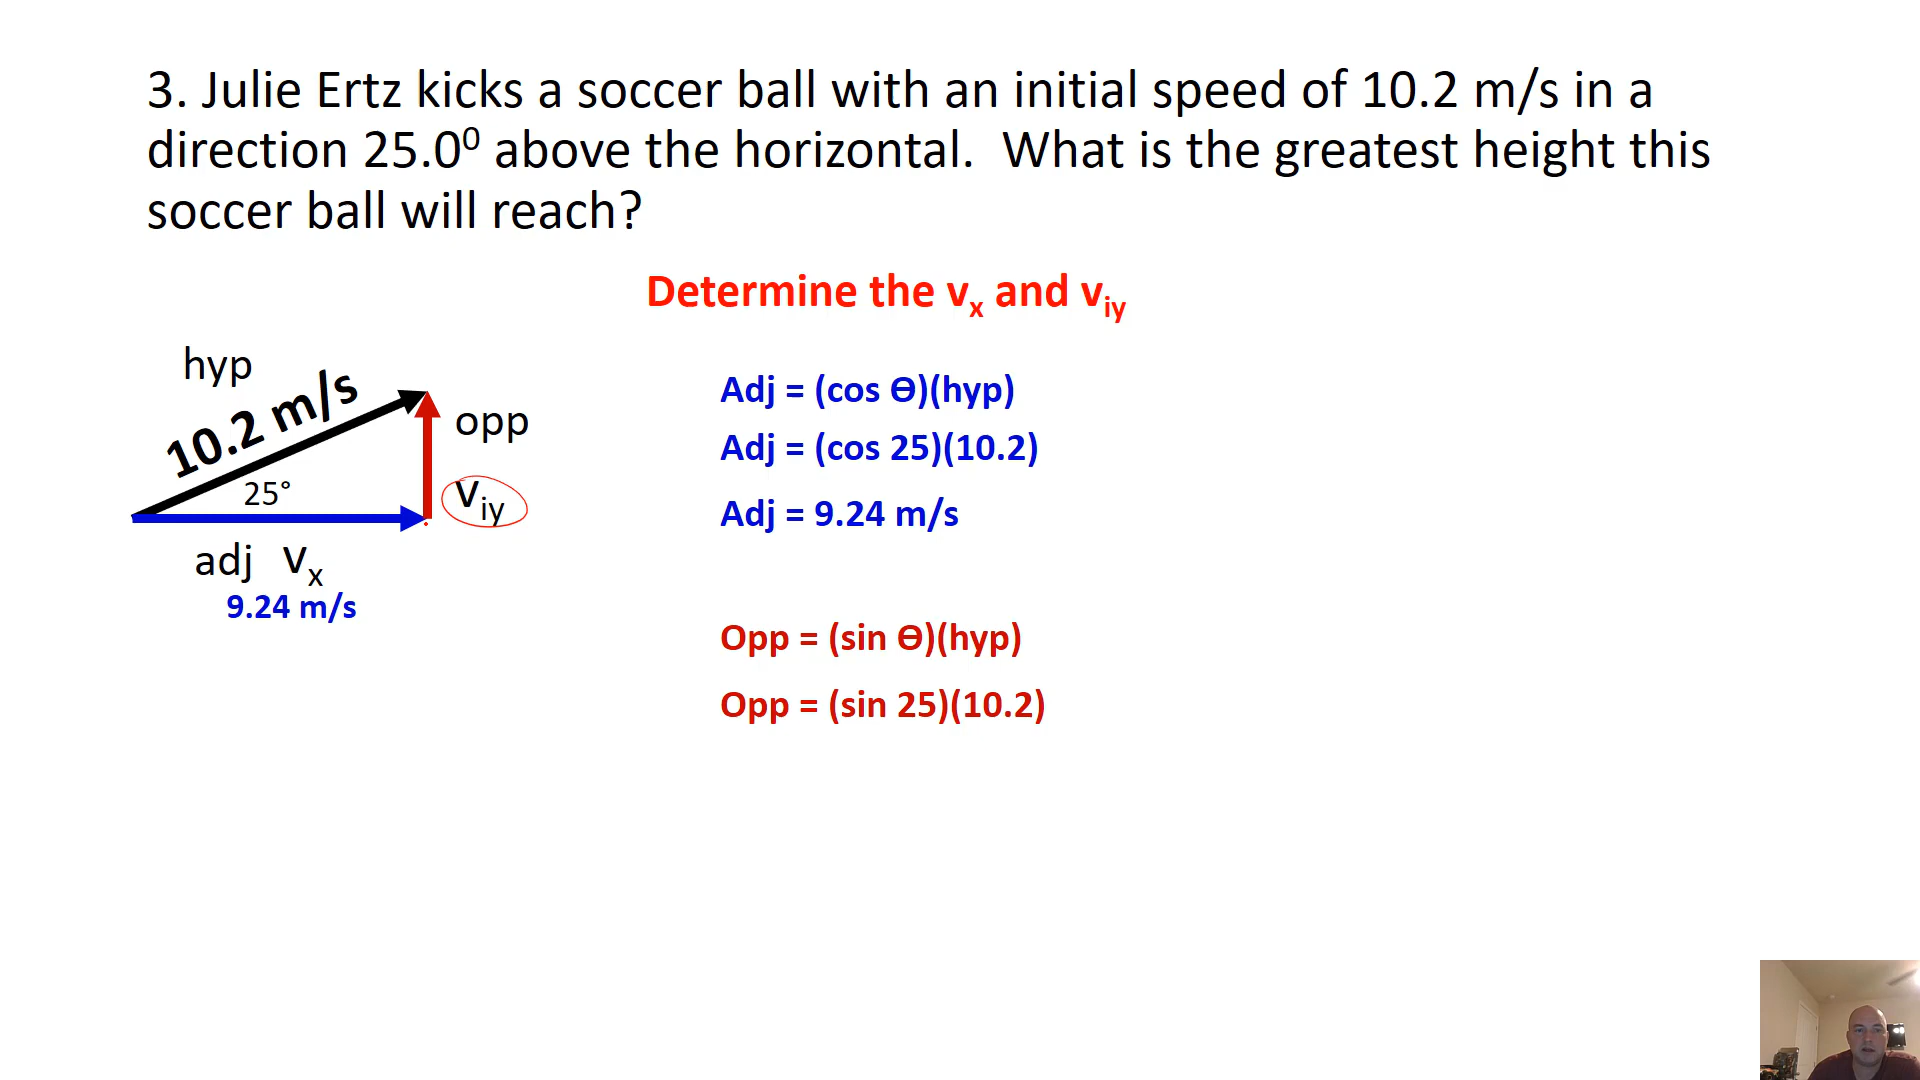 3. Julie Ertz kicks a soccer ball with an initial speed of 10.2 m/s in a
direction 25.0⁰ above the horizontal.  What is the greatest height this
soccer ball will reach?
Determine the vₓ and v_iy
hyp
10.2 m/s
opp
25°
v_iy
adj vₓ
9.24 m/s
Adj = (cos ϴ)(hyp)
Adj = (cos 25)(10.2)
Adj = 9.24 m/s
Opp = (sin ϴ)(hyp)
Opp = (sin 25)(10.2)